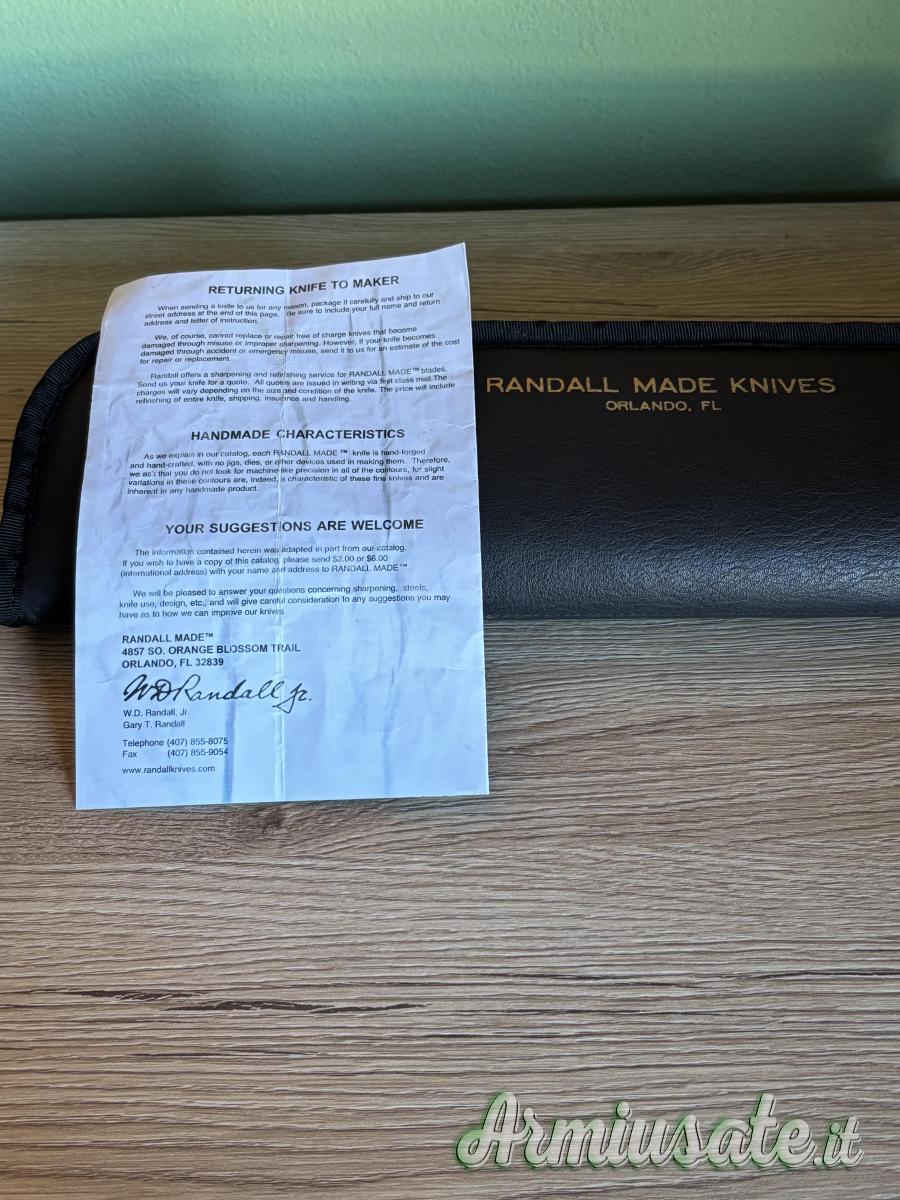 RETURNING KNIFE TO MAKER
When sending a knife to us for any reason, package it carefully and ship to our
street address at the end of this page. Be sure to include your full name and return
address and letter of instruction.
We, of course, cannot replace or repair free of charge knives that become
damaged through misuse or improper sharpening. However, if your knife becomes
damaged through accident or emergency misuse, send it to us for an estimate of the cost
for repair or replacement.
Randall offers a sharpening and refinishing service for RANDALL MADE™ blades.
Send us your knife for a quote. All quotes are issued in writing via first class mail. The
charges will vary depending on the size and condition of the knife. The price will include
refinishing of entire knife, shipping, insurance and handling.
HANDMADE CHARACTERISTICS
As we explain in our catalog, each RANDALL MADE ™ knife is hand-forged
and hand-crafted, with no jigs, dies, or other devices used in making them. Therefore,
we ask that you do not look for machine-like precision in all of the contours, for slight
variations in these contours are, indeed, a characteristic of these fine knives and are
inherent in any handmade product.
YOUR SUGGESTIONS ARE WELCOME
The information contained herein was adapted in part from our catalog.
If you wish to have a copy of this catalog, please send $2.00 or $6.00
(international address) with your name and address to RANDALL MADE™
We will be pleased to answer your questions concerning sharpening, steels,
knife use, design, etc., and will give careful consideration to any suggestions you may
have as to how we can improve our knives
RANDALL MADE™
4857 SO. ORANGE BLOSSOM TRAIL
ORLANDO, FL 32839
W.D. Randall Jr.
W.D. Randall, Jr.
Gary T. Randall
Telephone (407) 855-8075
Fax (407) 855-9054
www.randallknives.com
RANDALL MADE KNIVES
ORLANDO, FL
Armiusate.it